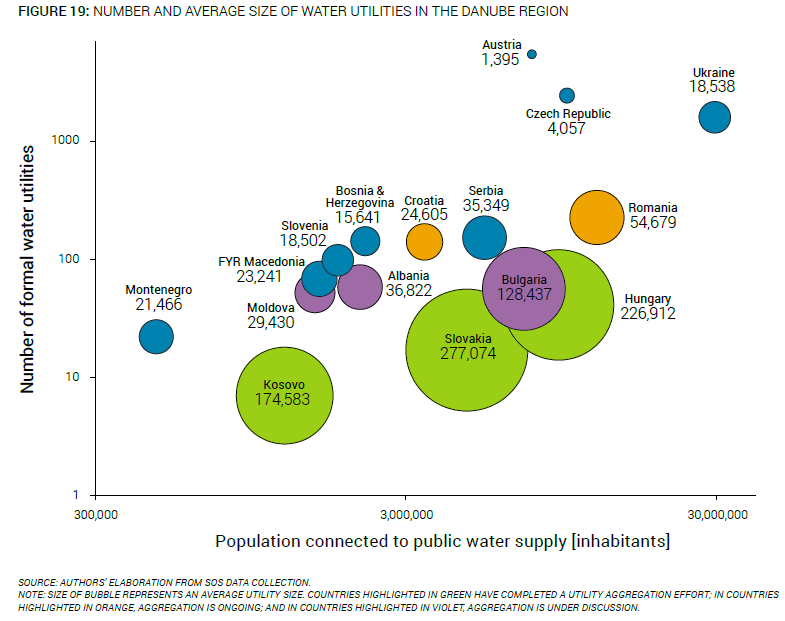 FIGURE 19: NUMBER AND AVERAGE SIZE OF WATER UTILITIES IN THE DANUBE REGION
Austria
1,395
Ukraine
18,538
Czech Republic
4,057
1000
Number of formal water utilities
Bosnia &
Herzegovina
15,641
Croatia
24,605
Serbia
35,349
Romania
54,679
Slovenia
18,502
100
FYR Macedonia
23,241
Albania
36,822
Bulgaria
128,437
Montenegro
21,466
Moldova
29,430
Hungary
226,912
Slovakia
277,074
10
Kosovo
174,583
1
300,000
3,000,000
30,000,000
Population connected to public water supply [inhabitants]
SOURCE: AUTHORS' ELABORATION FROM SOS DATA COLLECTION.
NOTE: SIZE OF BUBBLE REPRESENTS AN AVERAGE UTILITY SIZE. COUNTRIES HIGHLIGHTED IN GREEN HAVE COMPLETED A UTILITY AGGREGATION EFFORT; IN COUNTRIES
HIGHLIGHTED IN ORANGE, AGGREGATION IS ONGOING; AND IN COUNTRIES HIGHLIGHTED IN VIOLET, AGGREGATION IS UNDER DISCUSSION.